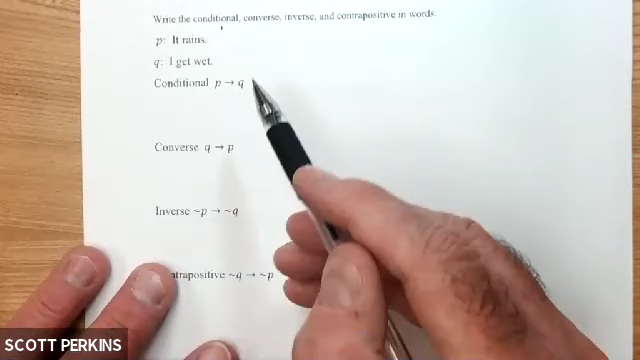 Write the conditional, converse, inverse, and contrapositive in words.
p: It rains.
q: I get wet.
Conditional p → q
Converse q → p
Inverse ~p → ~q
ntrapositive ~q → ~p
SCOTT PERKINS